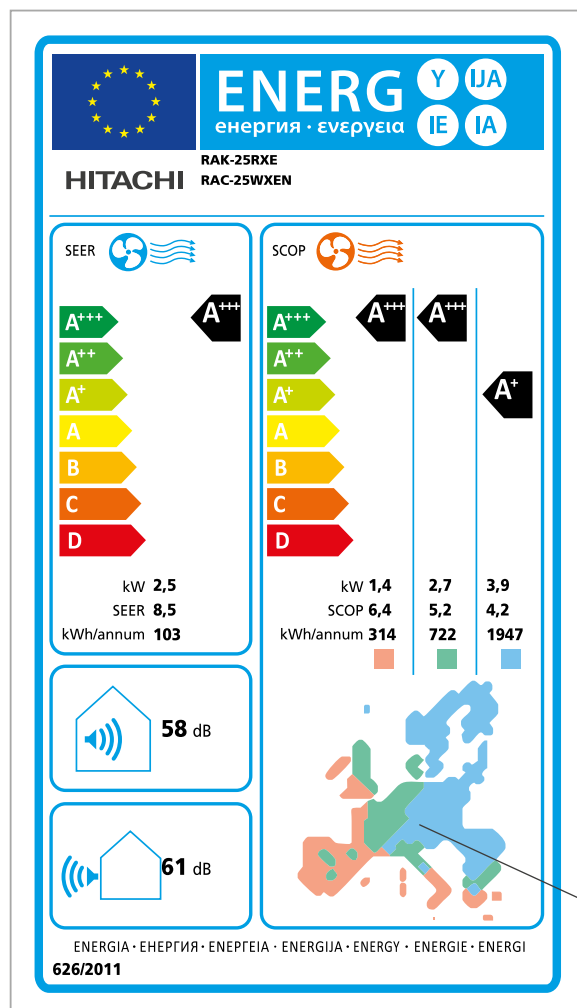 ENERG
енергия · ενεργεια
Y IJA
IE IA
HITACHI
RAK-25RXE
RAC-25WXEN
SEER
A+++
A+++
A++
A+
A
B
C
D
kW 2,5
SEER 8,5
kWh/annum 103
SCOP
A+++ A+++ A+++
A++
A+ A+
A
B
C
D
kW 1,4 2,7 3,9
SCOP 6,4 5,2 4,2
kWh/annum 314 722 1947
58 dB
61 dB
ENERGIA · ЕНЕРГИЯ · ΕΝΕΡΓΕΙΑ · ENERGIJA · ENERGY · ENERGIE · ENERGI
626/2011